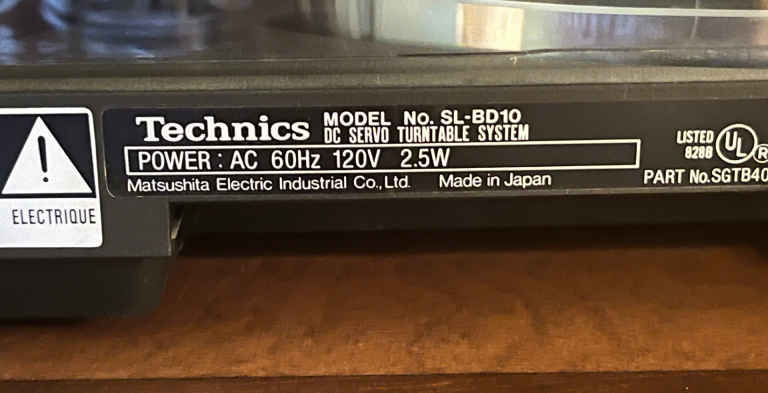 Technics
MODEL No. SL-BD10
DC SERVO TURNTABLE SYSTEM
POWER : AC 60Hz 120V 2.5W
Matsushita Electric Industrial Co., Ltd. Made in Japan
LISTED
828B
UL
R
PART No.SGTB40
ELECTRIQUE